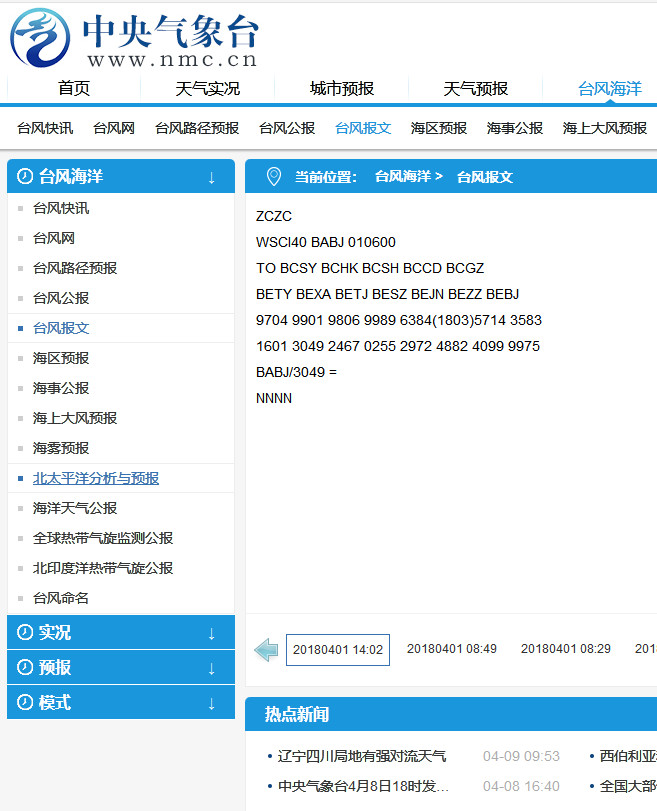 中央气象台
www.nmc.cn
首页 天气实况 城市预报 天气预报 台风海洋
台风快讯 台风网 台风路径预报 台风公报 台风报文 海区预报 海事公报 海上大风预报
台风海洋 ↓
台风快讯
台风网
台风路径预报
台风公报
台风报文
海区预报
海事公报
海上大风预报
海雾预报
北太平洋分析与预报
海洋天气公报
全球热带气旋监测公报
北印度洋热带气旋公报
台风命名
实况 ↓
预报 ↓
模式 ↓
当前位置: 台风海洋 > 台风报文
ZCZC
WSCI40 BABJ 010600
TO BCSY BCHK BCSH BCCD BCGZ
BETY BEXA BETJ BESZ BEJN BEZZ BEBJ
9704 9901 9806 9989 6384(1803)5714 3583
1601 3049 2467 0255 2972 4882 4099 9975
BABJ/3049 =
NNNN
20180401 14:02 20180401 08:49 20180401 08:29 201
热点新闻
辽宁四川局地有强对流天气 04-09 09:53 西伯利亚
中央气象台4月8日18时发... 04-08 16:40 全国大部